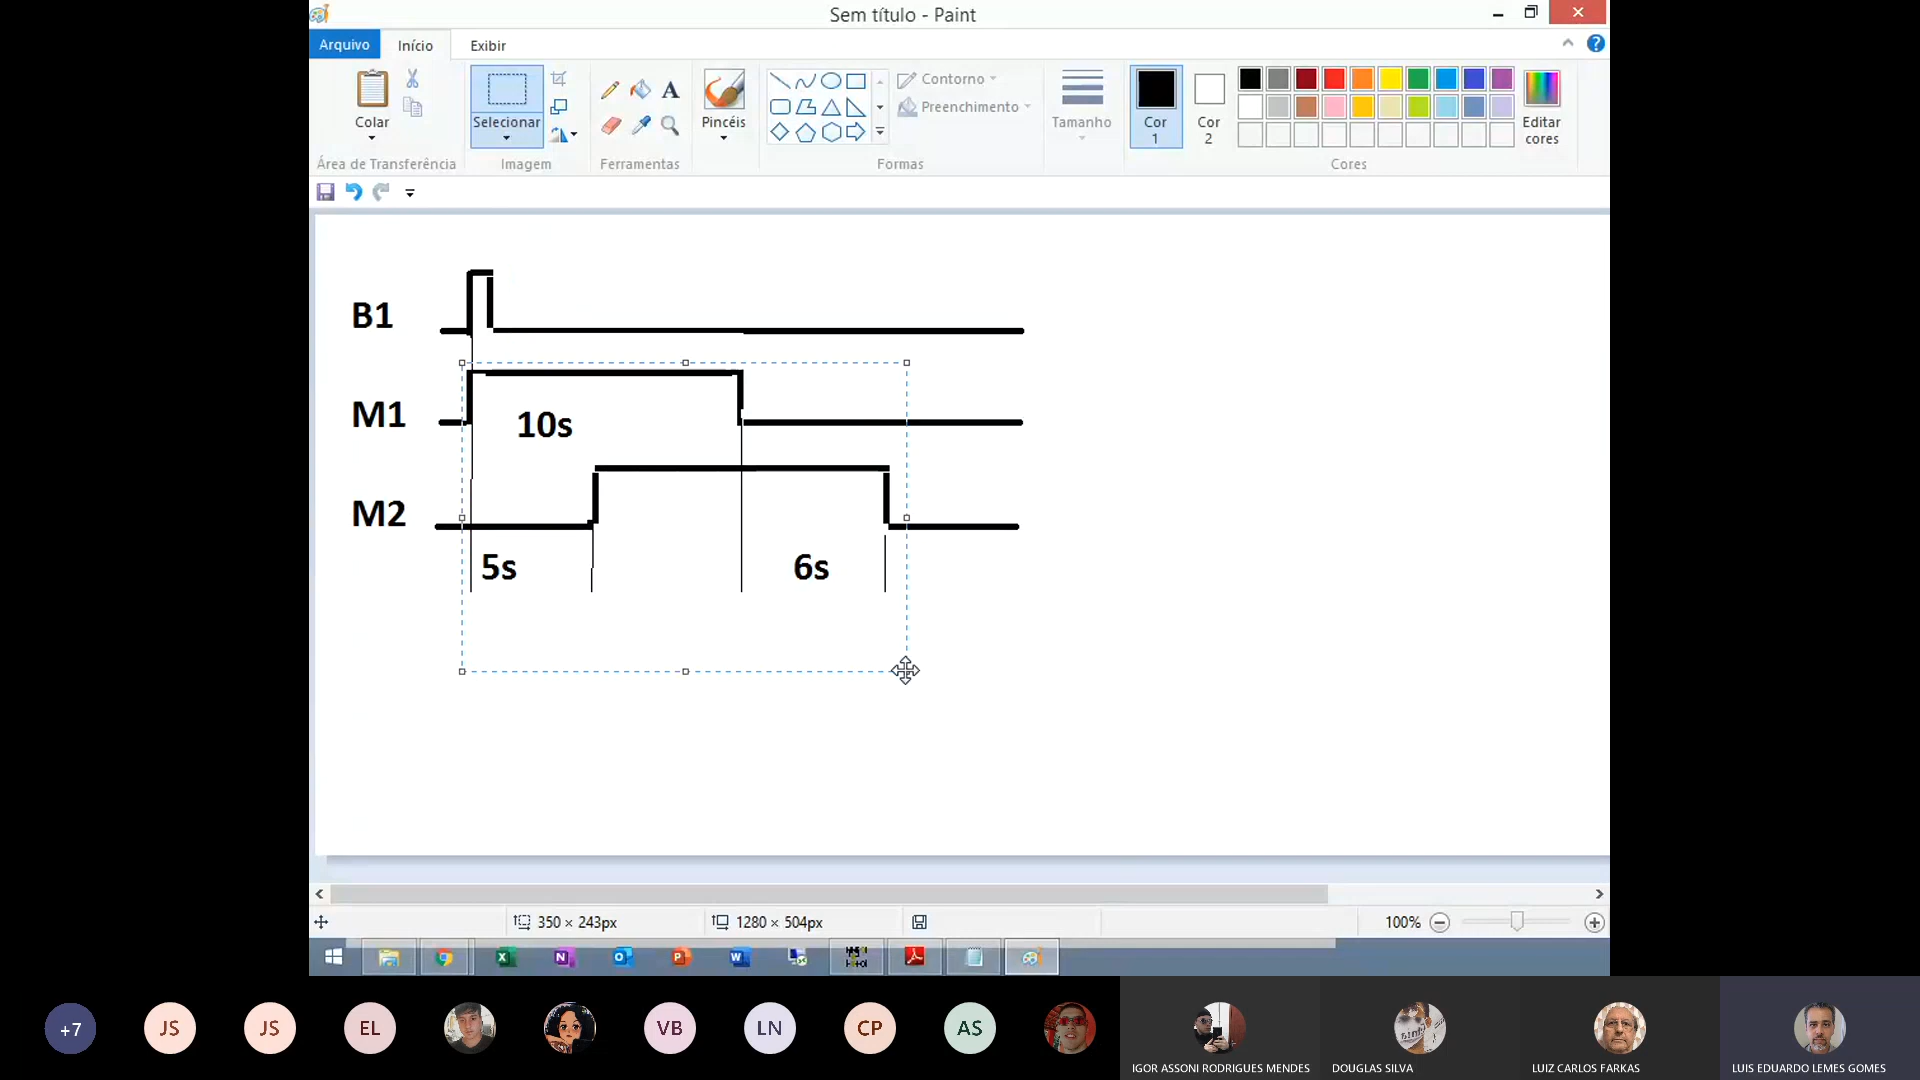 Sem título - Paint
Arquivo Início Exibir
Colar
Selecionar
Pincéis
Contorno
Preenchimento
Tamanho
Cor 1
Cor 2
Editar cores
Área de Transferência Imagem Ferramentas Formas Cores
B1
M1
10s
M2
5s 6s
350 × 243px 1280 × 504px 100%
+7 JS JS EL VB LN CP AS
IGOR ASSONI RODRIGUES MENDES DOUGLAS SILVA LUIZ CARLOS FARKAS LUIS EDUARDO LEMES GOMES